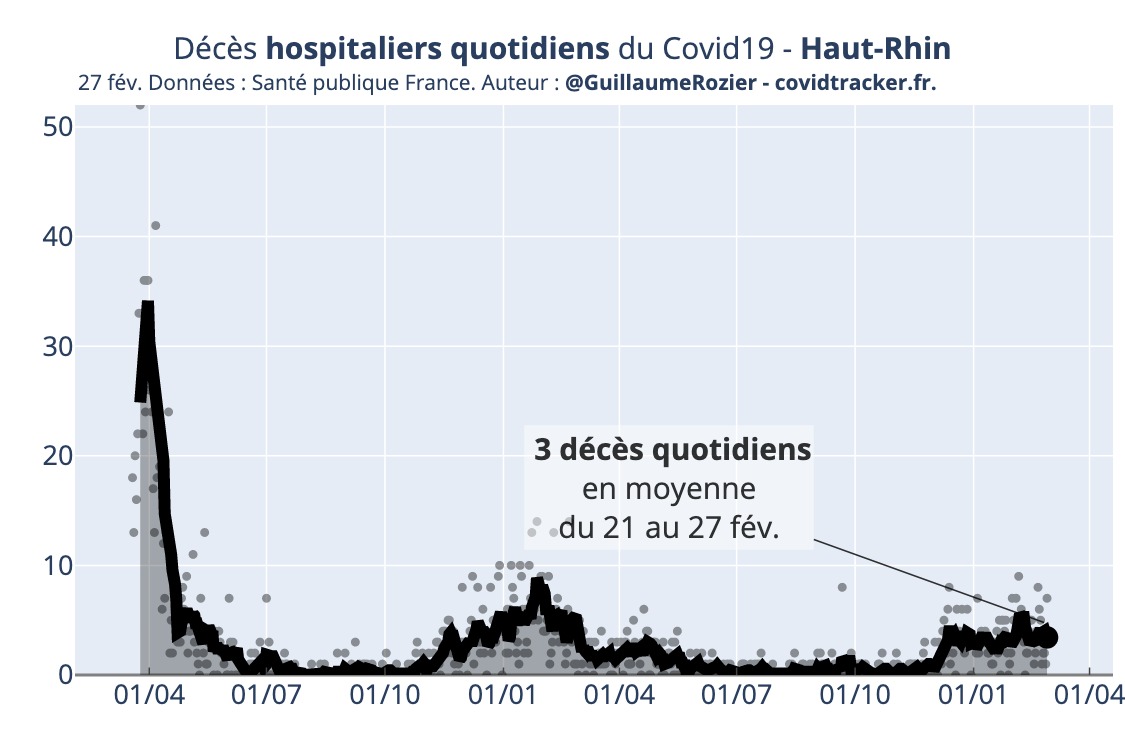 Décès hospitaliers quotidiens du Covid19 - Haut-Rhin
27 fév. Données : Santé publique France. Auteur : @GuillaumeRozier - covidtracker.fr.
50
40
30
20
10
0
3 décès quotidiens
en moyenne
du 21 au 27 fév.
01/04 01/07 01/10 01/01 01/04 01/07 01/10 01/01 01/04